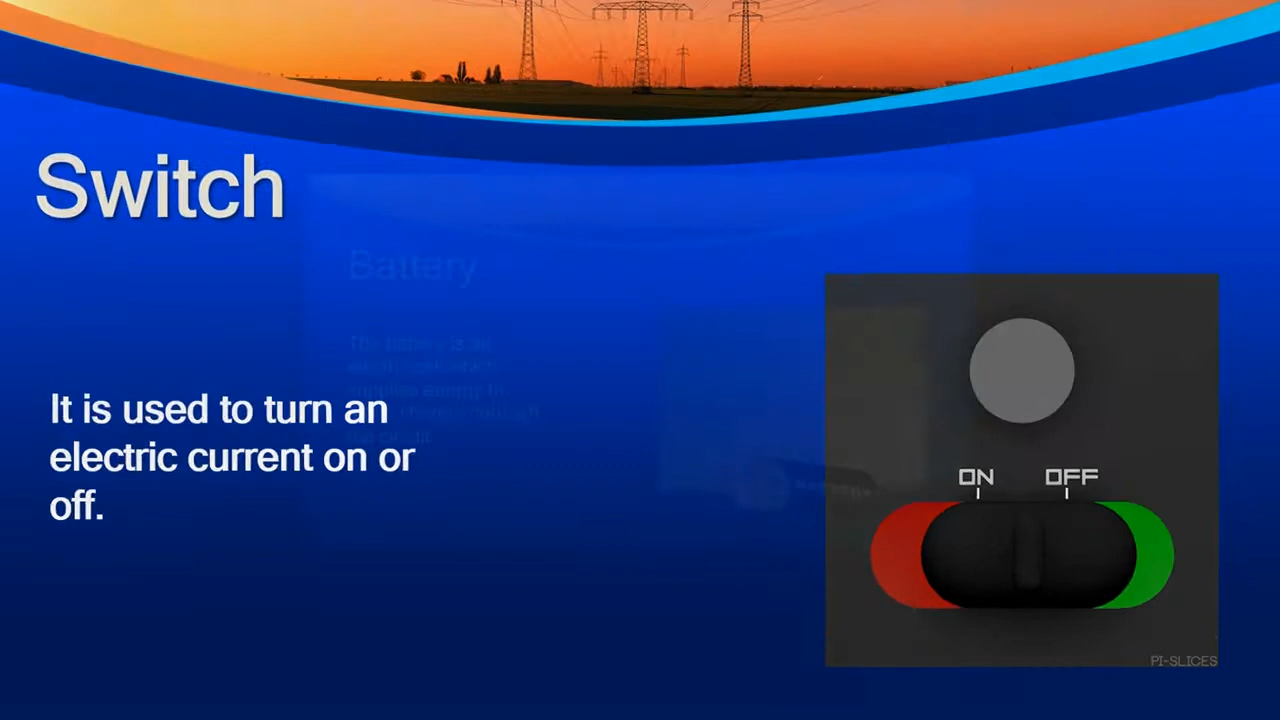 Switch
Battery
It is used to turn an
electric current on or
off.
ON OFF
PI-SLICES